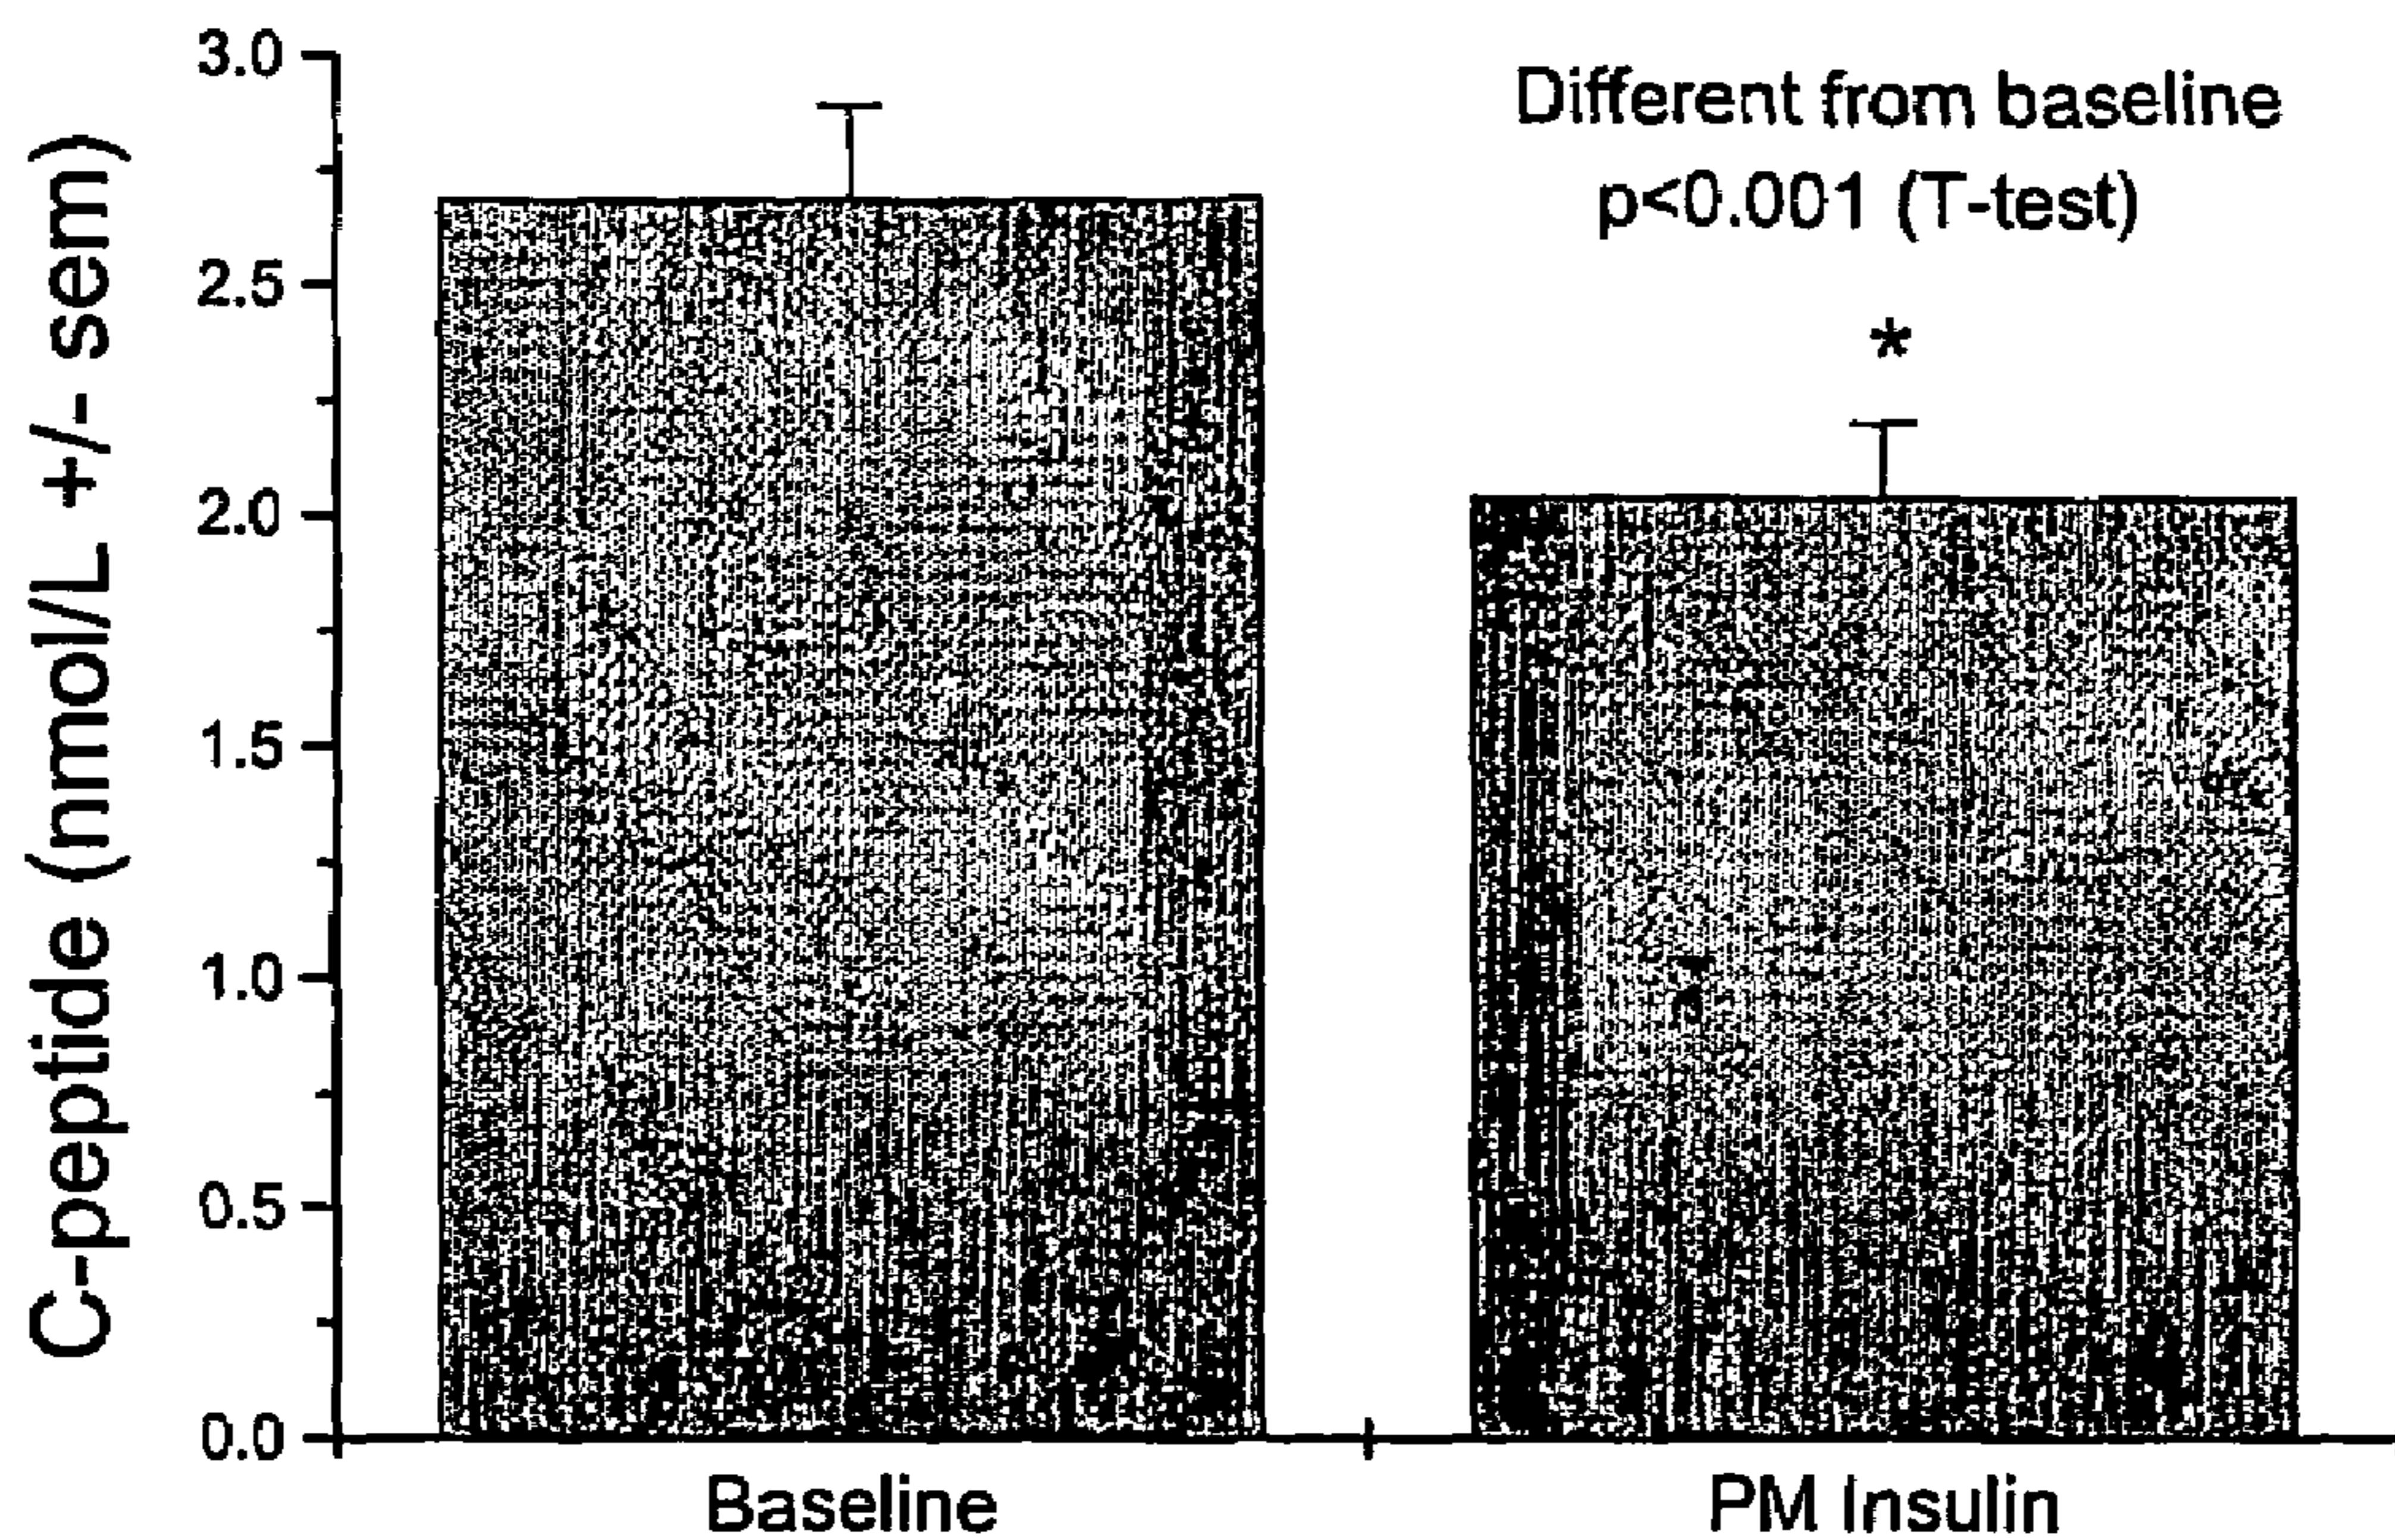 C-peptide (nmol/L +/- sem)
3.0
2.5
2.0
1.5
1.0
0.5
0.0
Different from baseline
p<0.001 (T-test)
*
Baseline
PM Insulin